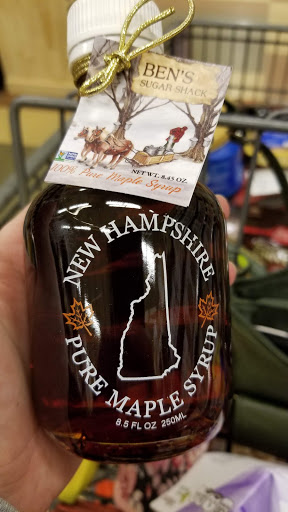 BEN'S
SUGAR SHACK
NET WT. 8.45 OZ.
100% Pure Maple Syrup
NEW HAMPSHIRE
PURE MAPLE SYRUP
8.5 FL OZ 250ML